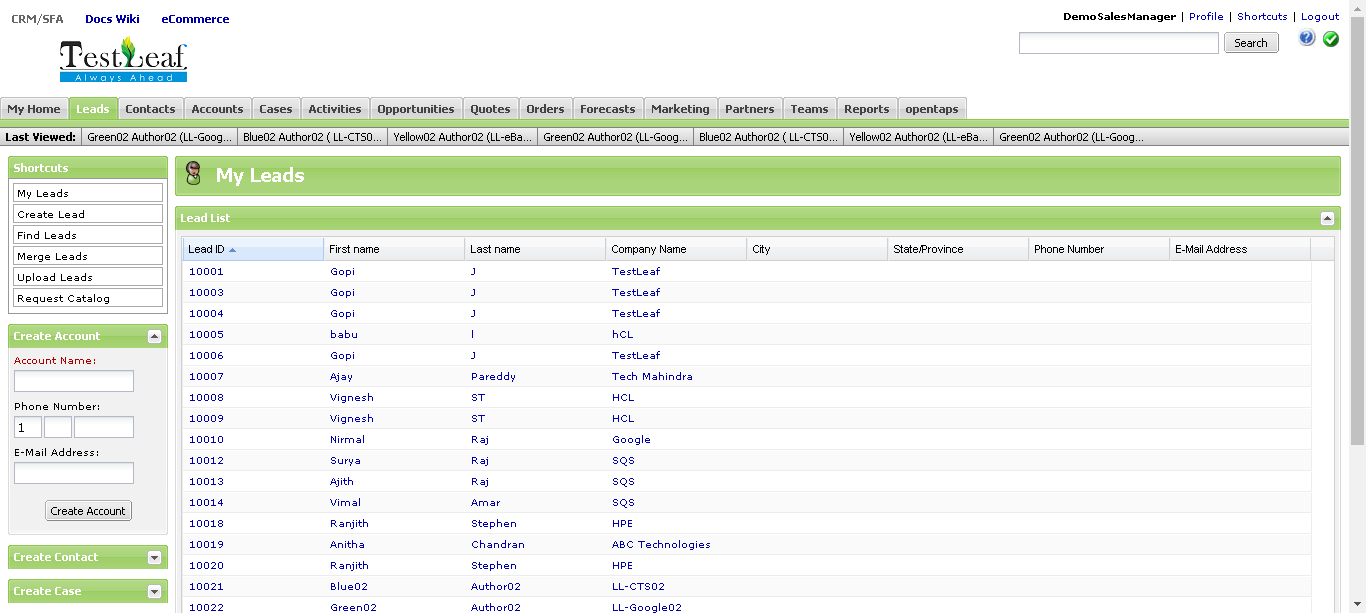 CRM/SFA Docs Wiki eCommerce
DemoSalesManager | Profile | Shortcuts | Logout
Search
TestLeaf
Always Ahead
My Home Leads Contacts Accounts Cases Activities Opportunities Quotes Orders Forecasts Marketing Partners Teams Reports opentaps
Last Viewed: Green02 Author02 (LL-Goog... Blue02 Author02 ( LL-CTS0... Yellow02 Author02 (LL-eBa... Green02 Author02 (LL-Goog... Blue02 Author02 ( LL-CTS0... Yellow02 Author02 (LL-eBa... Green02 Author02 (LL-Goog...
Shortcuts
My Leads
Create Lead
Find Leads
Merge Leads
Upload Leads
Request Catalog
Create Account
Account Name:
Phone Number:
1
E-Mail Address:
Create Account
Create Contact
Create Case
My Leads
Lead List
Lead ID First name Last name Company Name City State/Province Phone Number E-Mail Address
10001 Gopi J TestLeaf
10003 Gopi J TestLeaf
10004 Gopi J TestLeaf
10005 babu l hCL
10006 Gopi J TestLeaf
10007 Ajay Pareddy Tech Mahindra
10008 Vignesh ST HCL
10009 Vignesh ST HCL
10010 Nirmal Raj Google
10012 Surya Raj SQS
10013 Ajith Raj SQS
10014 Vimal Amar SQS
10018 Ranjith Stephen HPE
10019 Anitha Chandran ABC Technologies
10020 Ranjith Stephen HPE
10021 Blue02 Author02 LL-CTS02
10022 Green02 Author02 LL-Google02